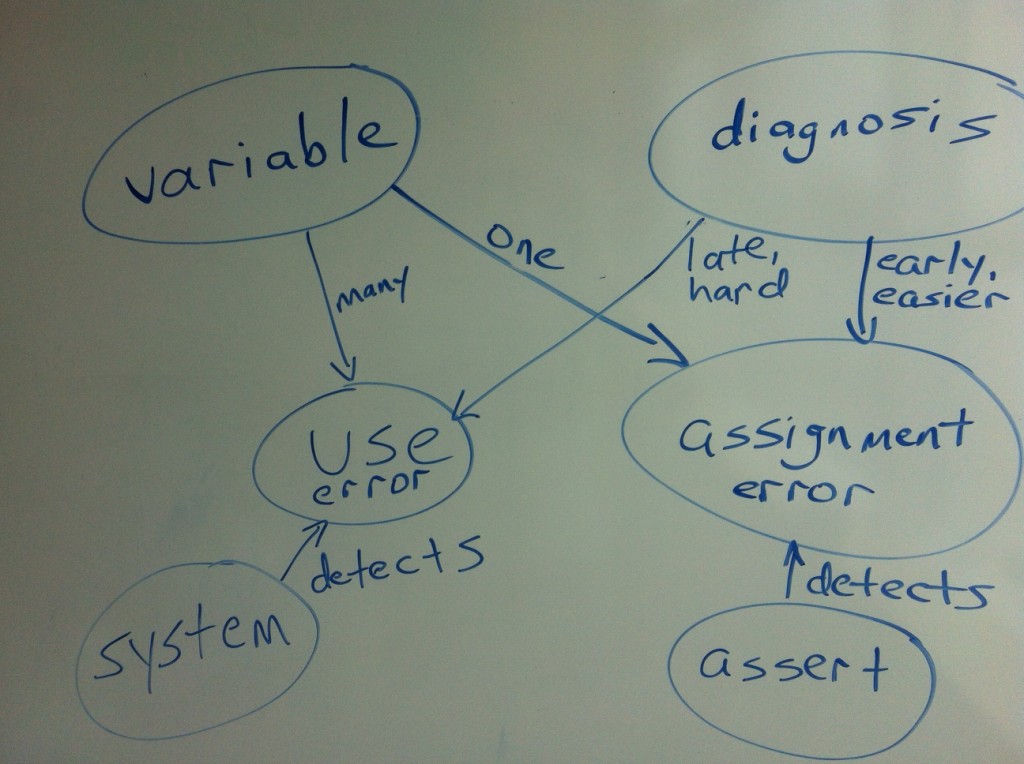 variable
diagnosis
many
one
late,
hard
early,
easier
use
error
assignment
error
detects
detects
system
assert